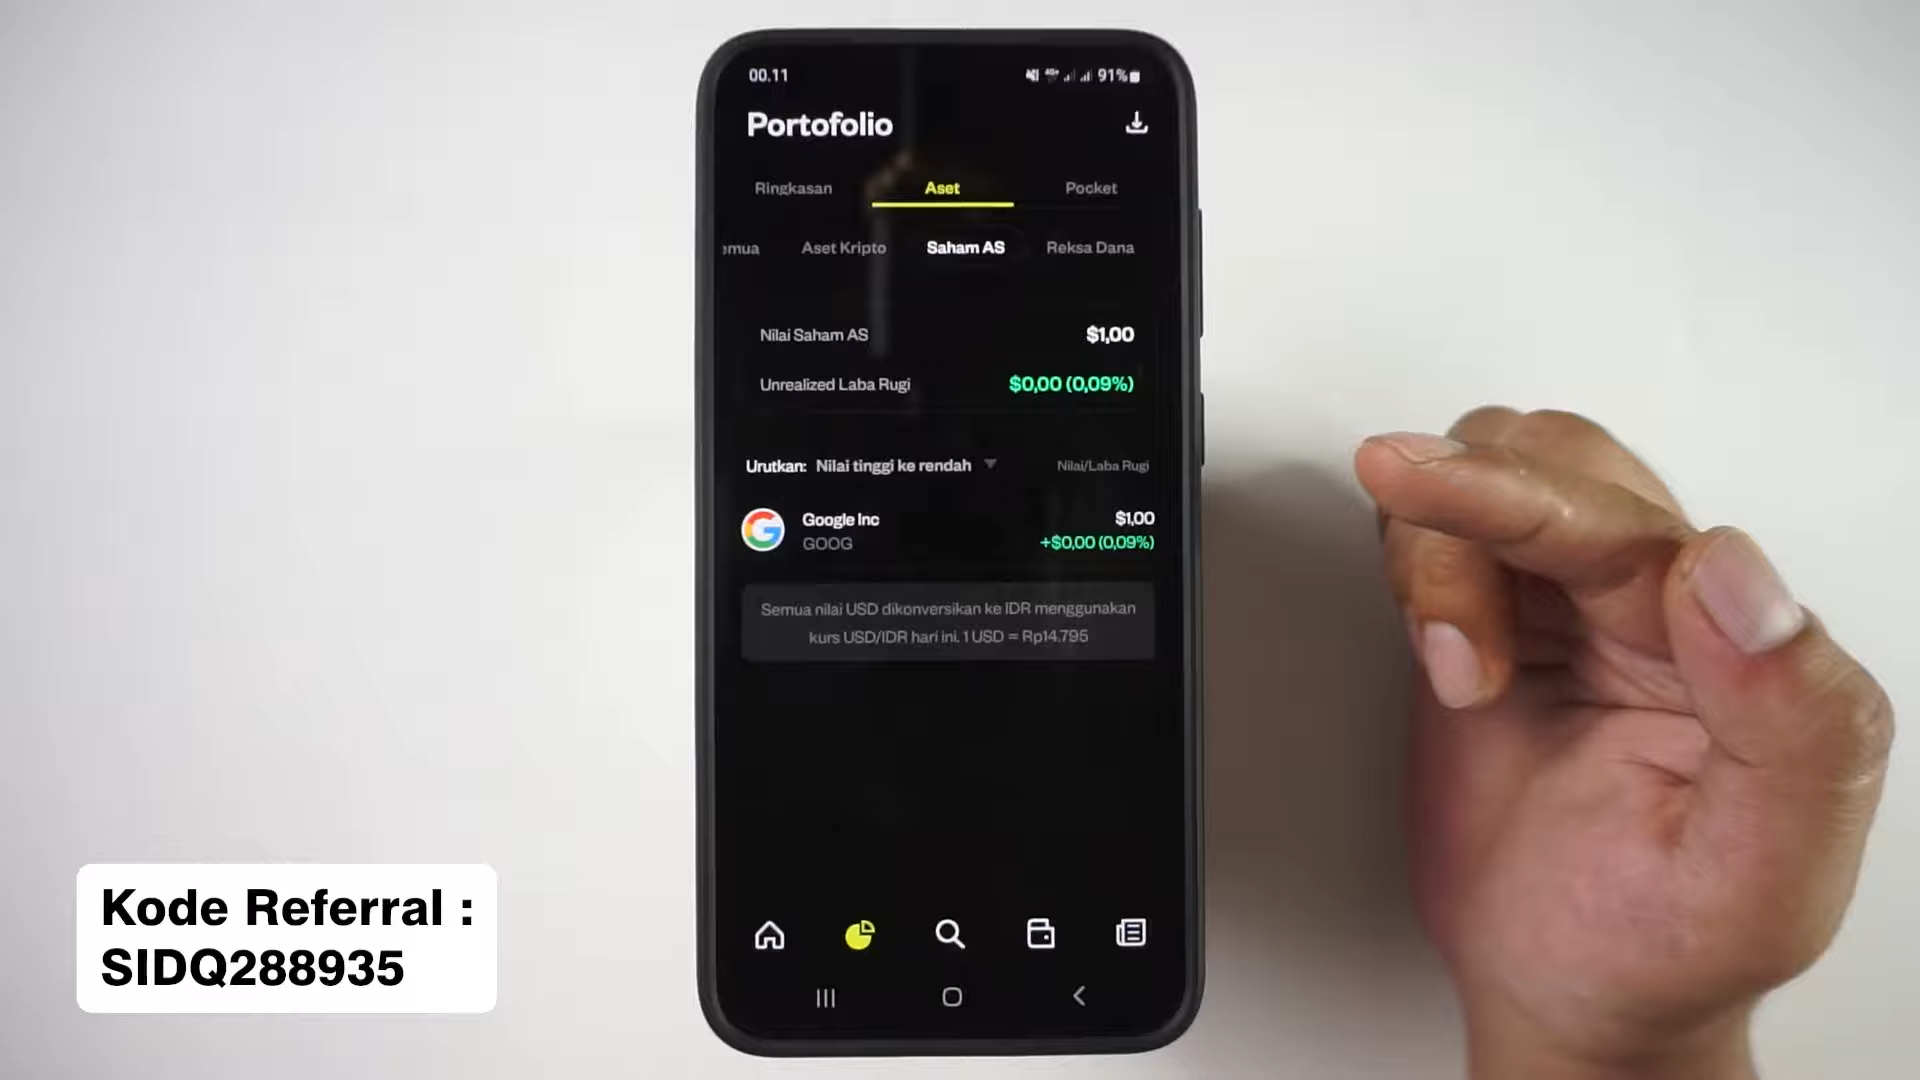 00.11
4G+ 91%
Portofolio
Ringkasan Aset Pocket
emua Aset Kripto Saham AS Reksa Dana
Nilai Saham AS $1,00
Unrealized Laba Rugi $0,00 (0,09%)
Urutkan: Nilai tinggi ke rendah Nilai/Laba Rugi
Google Inc $1,00
GOOG +$0,00 (0,09%)
Semua nilai USD dikonversikan ke IDR menggunakan
kurs USD/IDR hari ini. 1 USD = Rp14.795
Kode Referral :
SIDQ288935